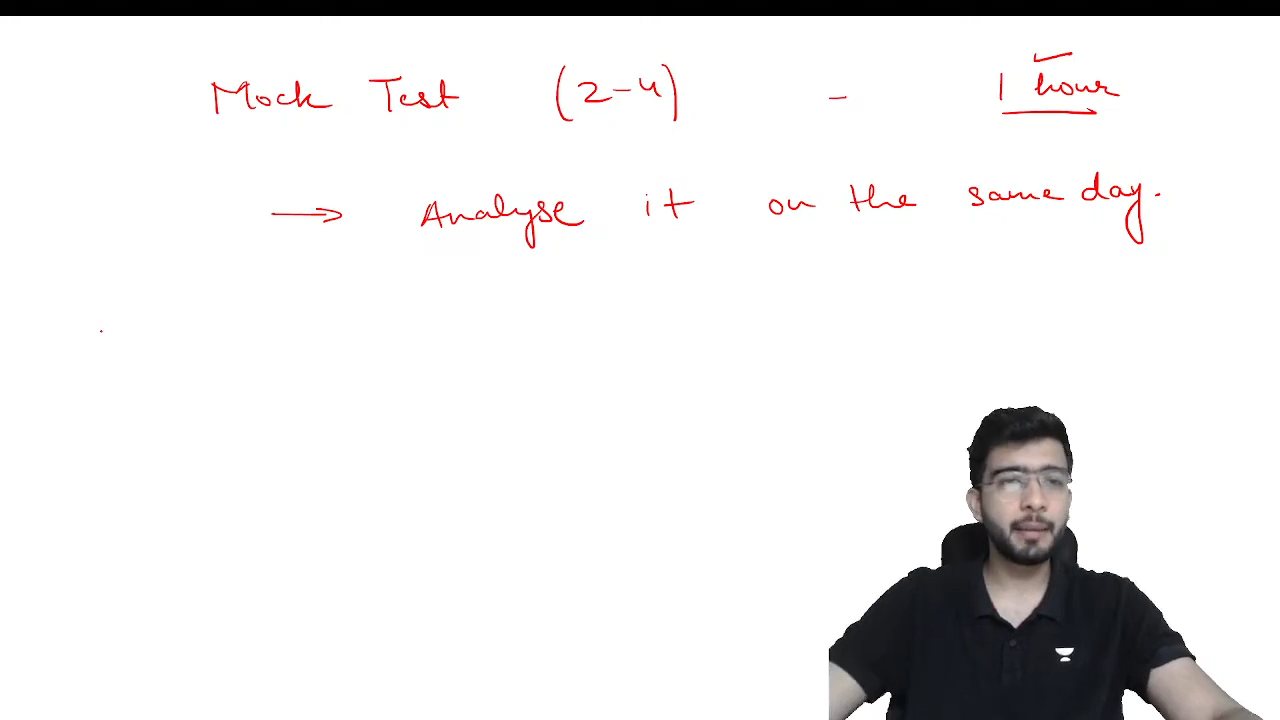 Mock Test (2-4) - 1 hour
→ Analyse it on the same day.